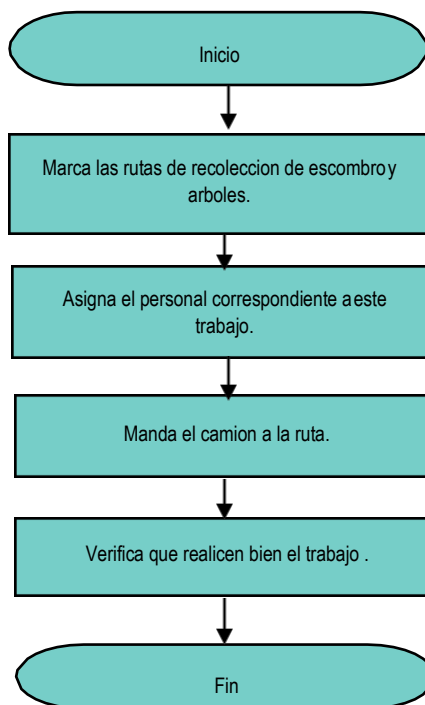 Inicio
Marca las rutas de recoleccion de escombro y
arboles.
Asigna el personal correspondiente a este
trabajo.
Manda el camion a la ruta.
Verifica que realicen bien el trabajo .
Fin